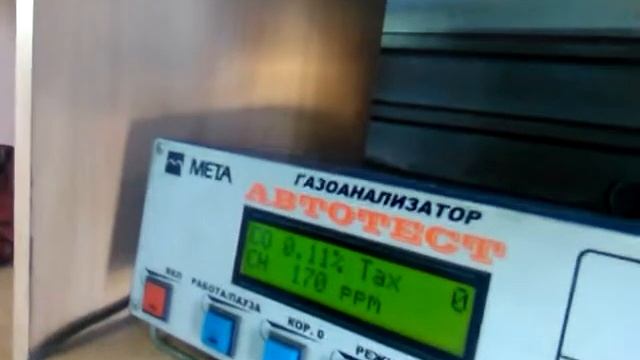 META
ГАЗОАНАЛИЗАТОР
АВТОТЕСТ
CO 0.11% Tax 0
CH 170 PPM
ВКЛ
РАБОТА/ПАУЗА
КОР. 0